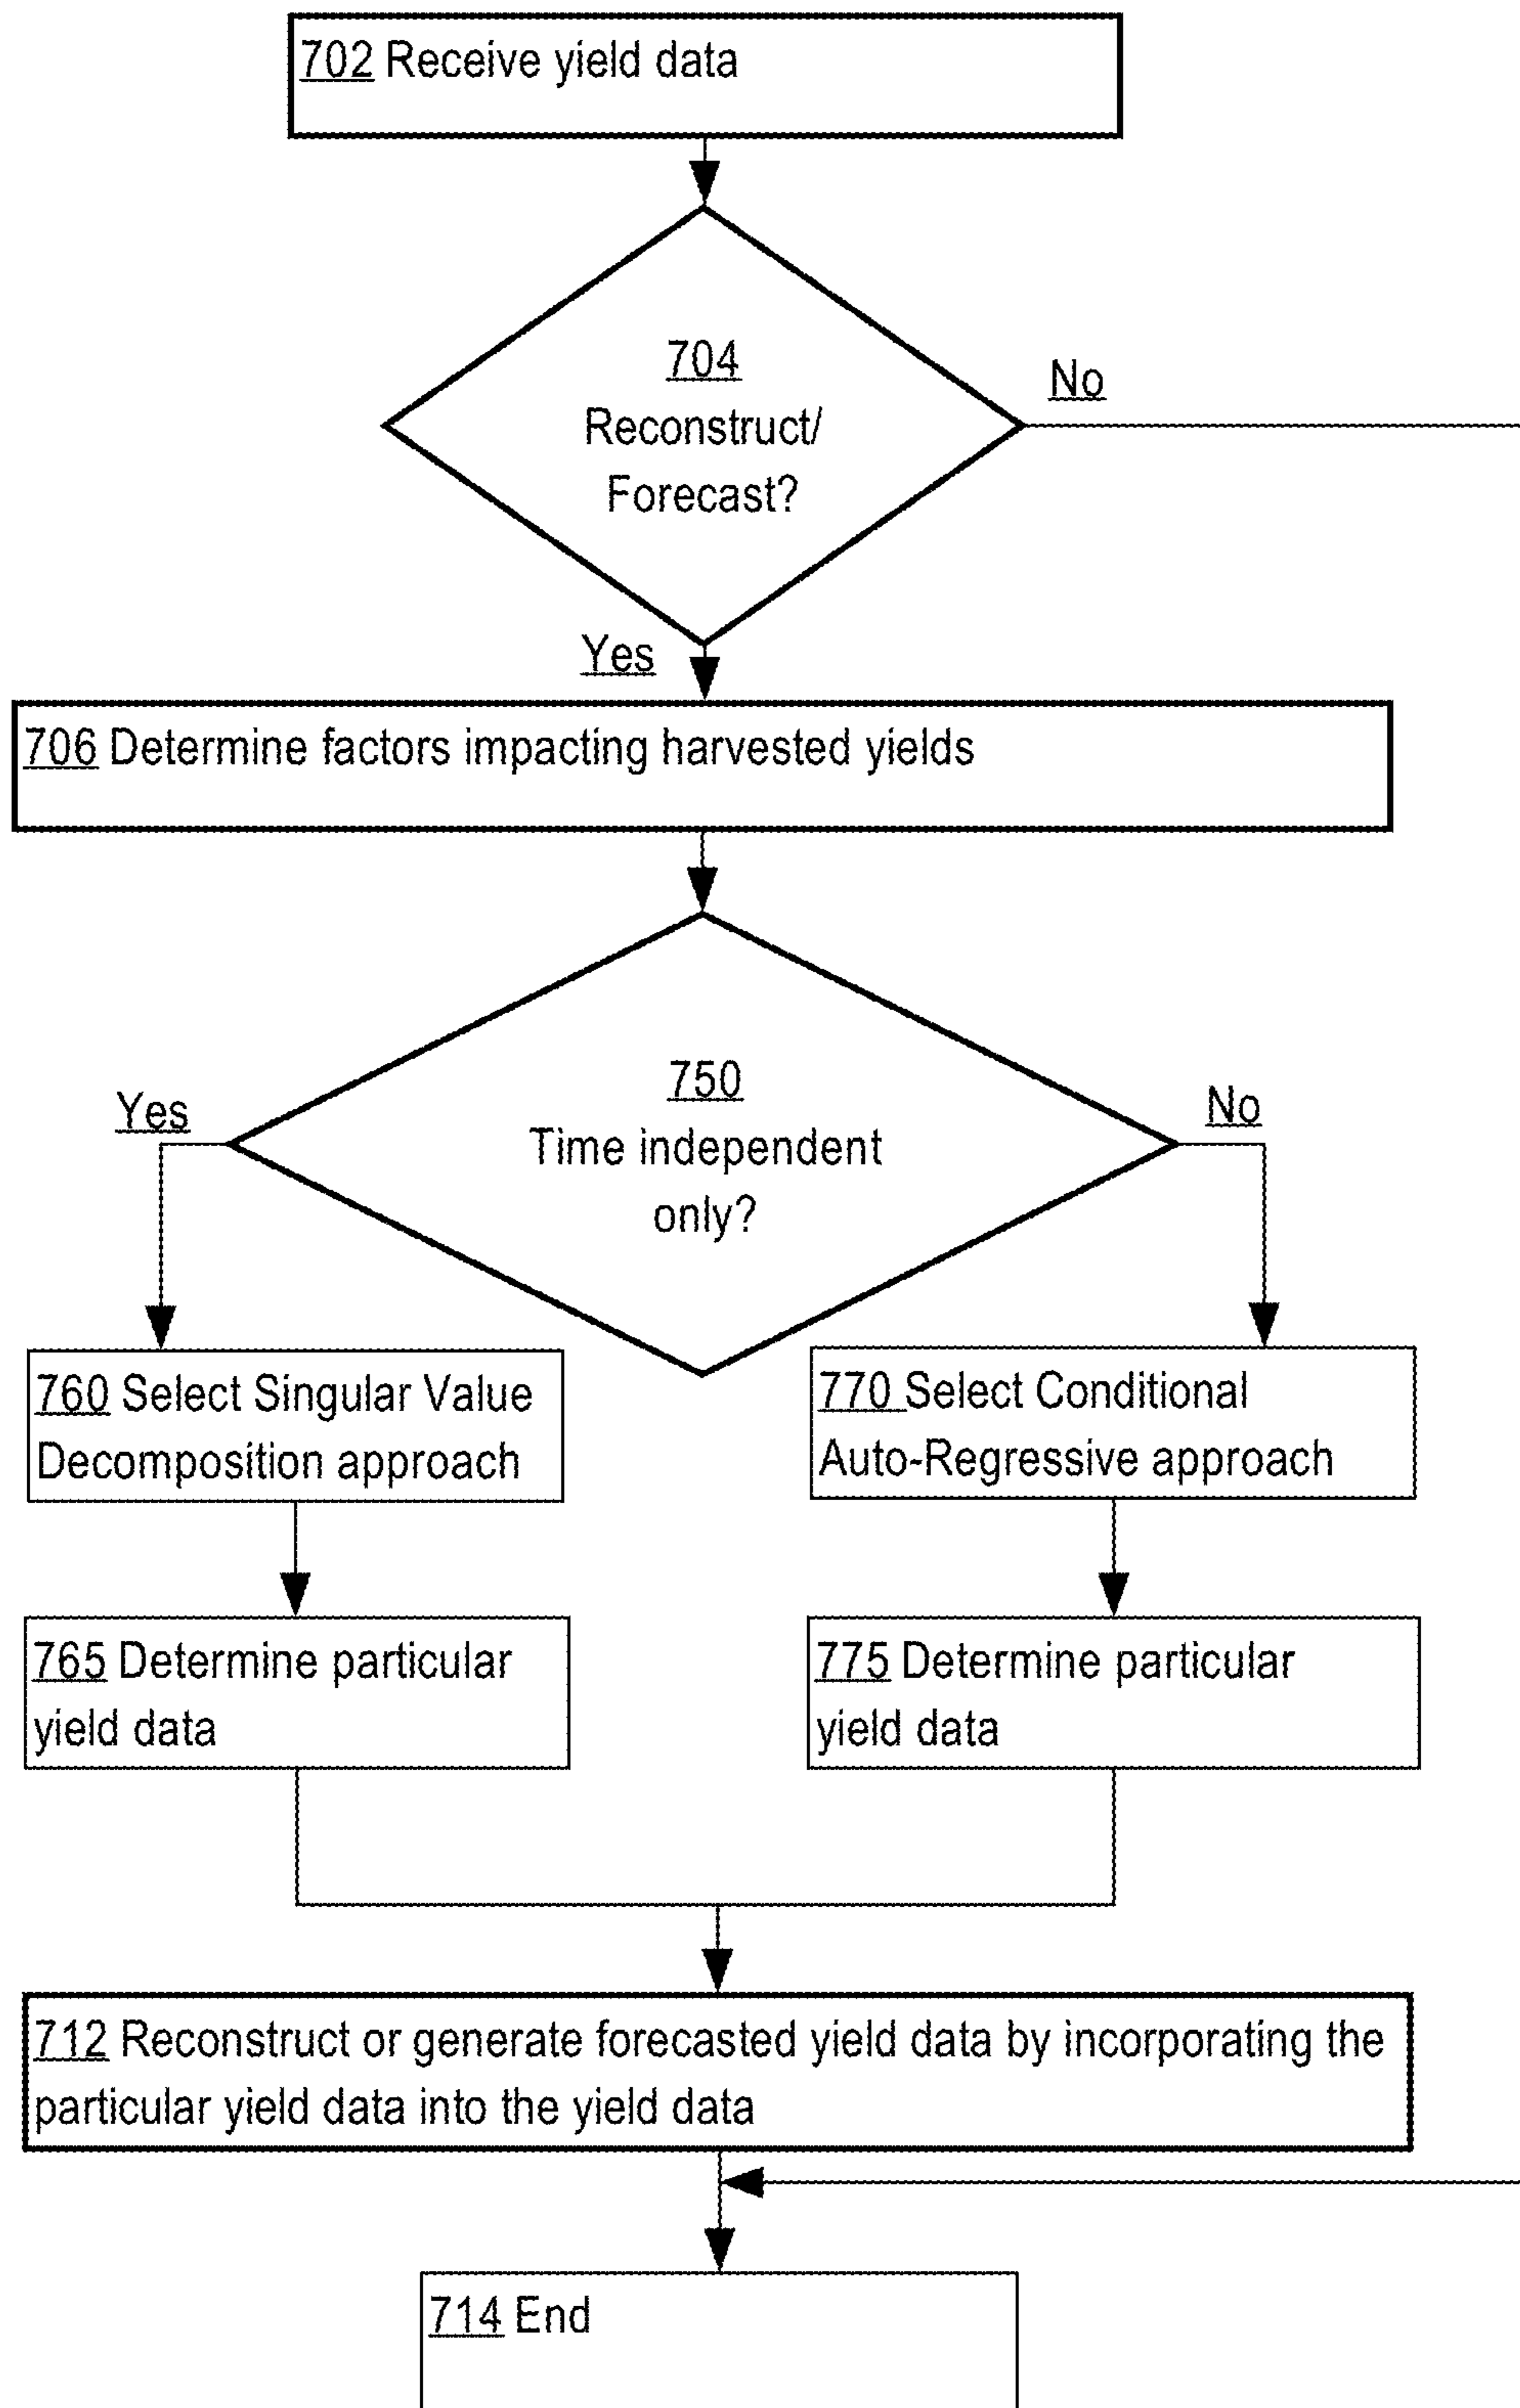 702 Receive yield data
704
Reconstruct/
Forecast?
No
Yes
706 Determine factors impacting harvested yields
750
Time independent
only?
Yes
No
760 Select Singular Value
Decomposition approach
770 Select Conditional
Auto-Regressive approach
765 Determine particular
yield data
775 Determine particular
yield data
712 Reconstruct or generate forecasted yield data by incorporating the
particular yield data into the yield data
714 End